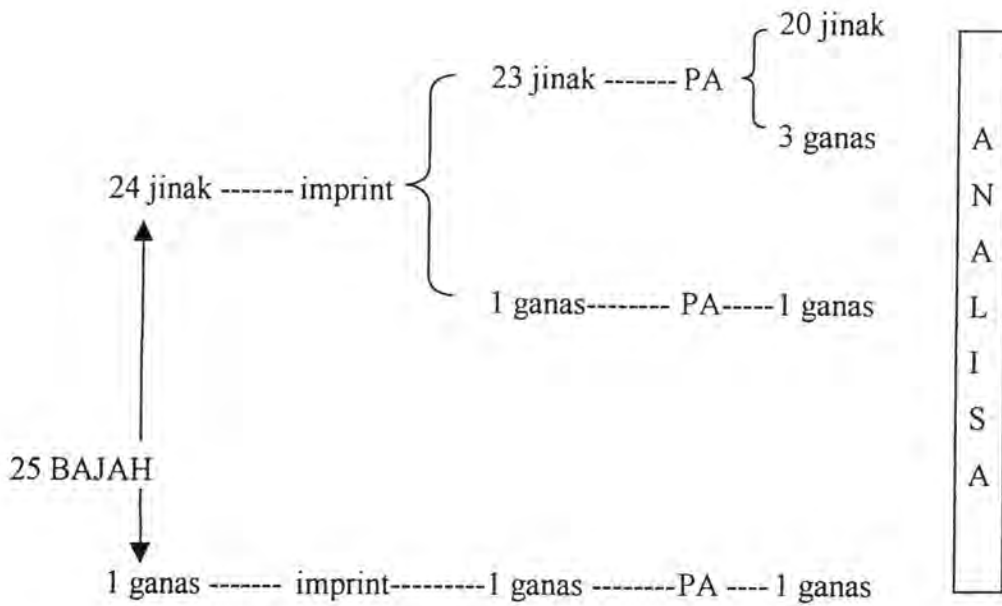 20 jinak
23 jinak ------- PA
3 ganas
24 jinak ------- imprint
1 ganas-------- PA-----1 ganas
25 BAJAH
1 ganas ------- imprint---------1 ganas -------PA ---- 1 ganas
A
N
A
L
I
S
A